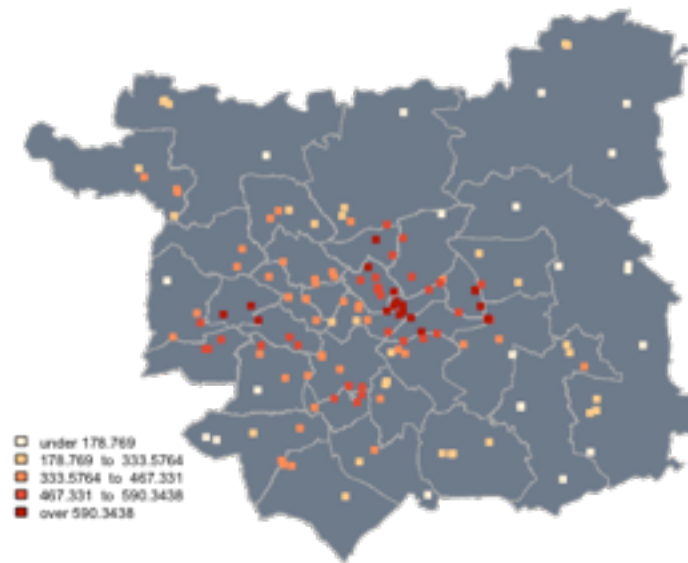 under 178.769
178.769 to 333.5764
333.5764 to 467.331
467.331 to 590.3438
over 590.3438